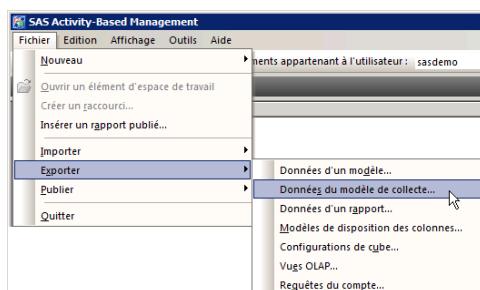 SAS Activity-Based Management
Fichier Edition Affichage Outils Aide
Nouveau
ments appartenant à l'utilisateur : sasdemo
Ouvrir un élément d'espace de travail
Créer un raccourci...
Insérer un rapport publié...
Importer
Exporter
Données d'un modèle...
Publier
Données du modèle de collecte...
Quitter
Données d'un rapport...
Modèles de disposition des colonnes...
Configurations de cube...
Vues OLAP...
Requêtes du compte...